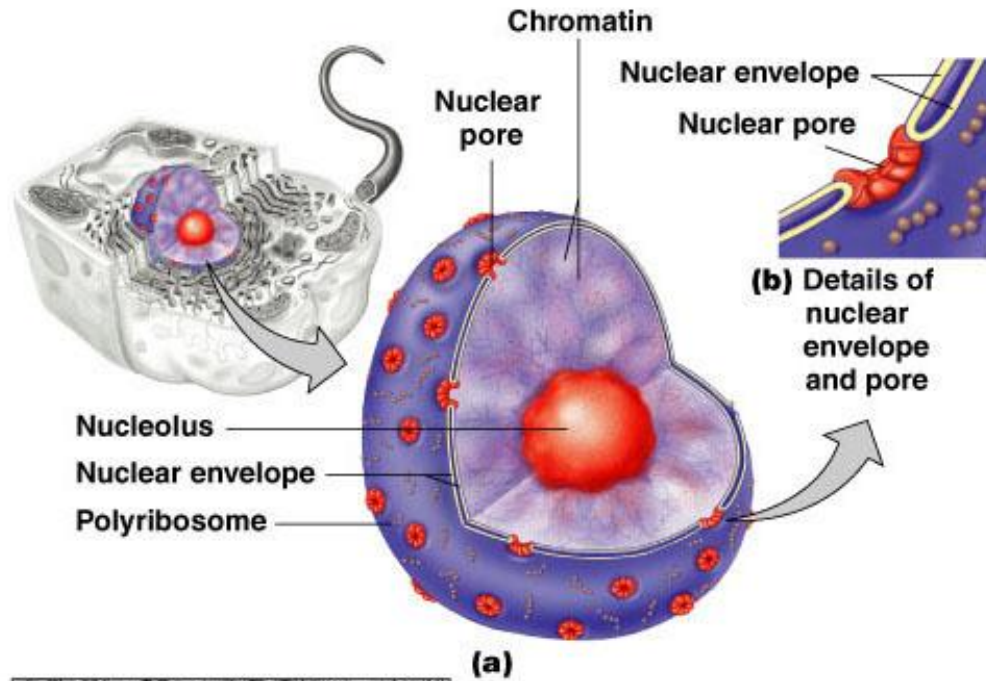 Chromatin
Nuclear
pore
Nuclear envelope
Nuclear pore
(b) Details of
nuclear
envelope
and pore
Nucleolus
Nuclear envelope
Polyribosome
(a)